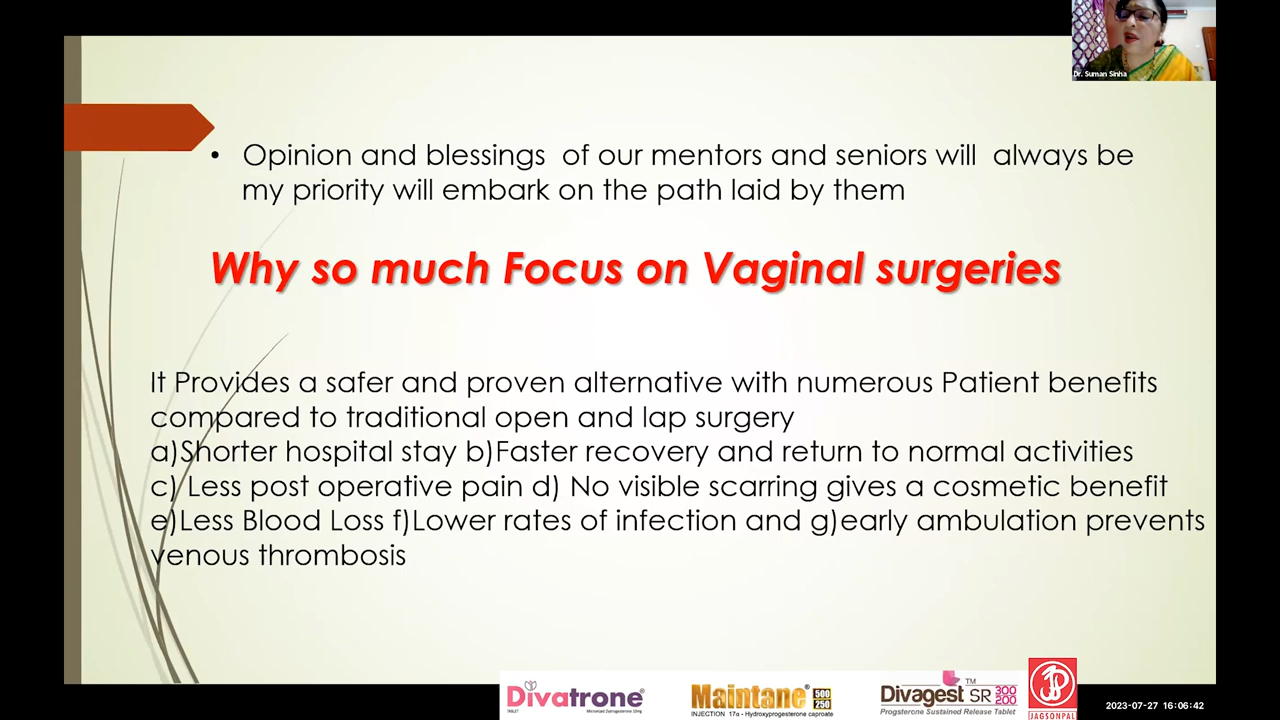 Dr. Suman Sinha
• Opinion and blessings of our mentors and seniors will always be
my priority will embark on the path laid by them
Why so much Focus on Vaginal surgeries
It Provides a safer and proven alternative with numerous Patient benefits
compared to traditional open and lap surgery
a)Shorter hospital stay b)Faster recovery and return to normal activities
c) Less post operative pain d) No visible scarring gives a cosmetic benefit
e)Less Blood Loss f)Lower rates of infection and g)early ambulation prevents
venous thrombosis
Divatrone®
TABLET
Maintane® 500 250
INJECTION 17α - Hydroxyprogesterone caproate
Divagest SR 300 200 TM
Progsterone Sustained Release Tablet
JAGSONPAL
2023-07-27 16:06:42